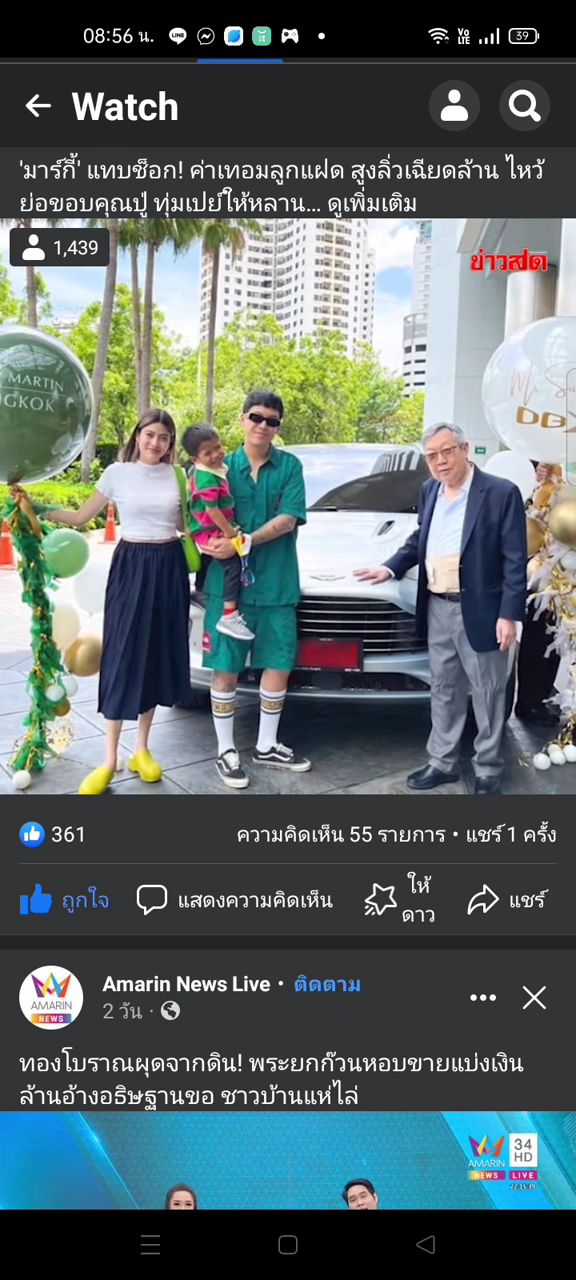 08:56 น.
LINE
Vo LTE
39
Watch
'มาร์กี้' แทบช็อก! ค่าเทอมลูกแฝด สูงลิ่วเฉียดล้าน ไหว้
ย่อขอบคุณปู่ ทุ่มเปย์ให้หลาน... ดูเพิ่มเติม
1,439
ข่าวสด
MARTIN
361
ความคิดเห็น 55 รายการ • แชร์ 1 ครั้ง
ถูกใจ
แสดงความคิดเห็น
ให้
ดาว
แชร์
Amarin News Live • ติดตาม
2 วัน ·
AMARIN
NEWS
ทองโบราณผุดจากดิน! พระยกก๊วนหอบขายแบ่งเงิน
ล้านอ้างอธิษฐานขอ ชาวบ้านแห่ไล่
AMARIN
NEWS
34
HD
LIVE